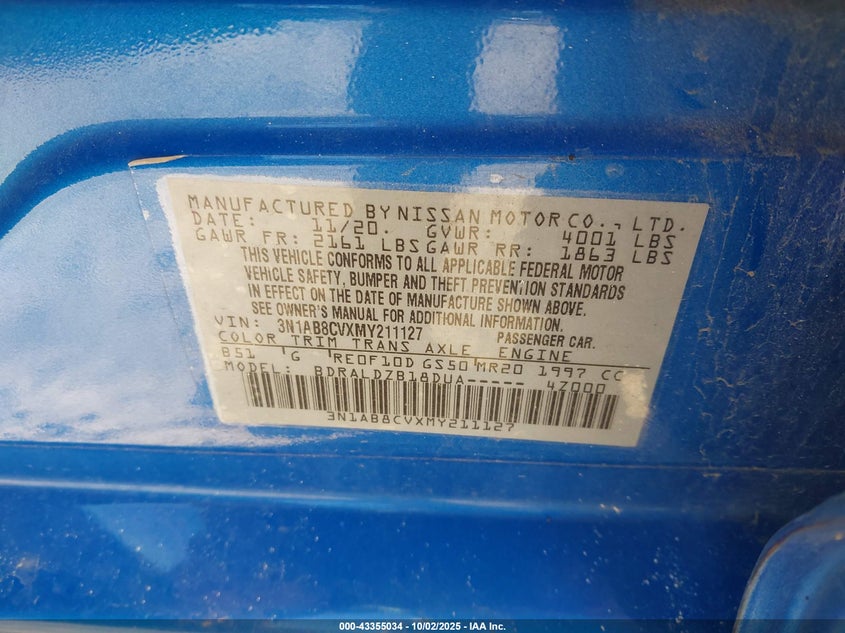 MANUFACTURED BY NISSAN MOTOR CO., LTD.
DATE: 11/20. GVWR: 4001 LBS
GAWR FR: 2161 LBS GAWR RR: 1863 LBS
THIS VEHICLE CONFORMS TO ALL APPLICABLE FEDERAL MOTOR
VEHICLE SAFETY, BUMPER AND THEFT PREVENTION STANDARDS
IN EFFECT ON THE DATE OF MANUFACTURE SHOWN ABOVE.
SEE OWNER'S MANUAL FOR ADDITIONAL INFORMATION.
VIN: 3N1AB8CVXMY211127 PASSENGER CAR.
COLOR TRIM TRANS AXLE ENGINE
B51 G RE0F10D GS50 MR20 1997 CC
MODEL: BDRALDZB18DUA----- 4Z000
3N1AB8CVXMY211127
000-43355034 - 10/02/2025 - IAA Inc.